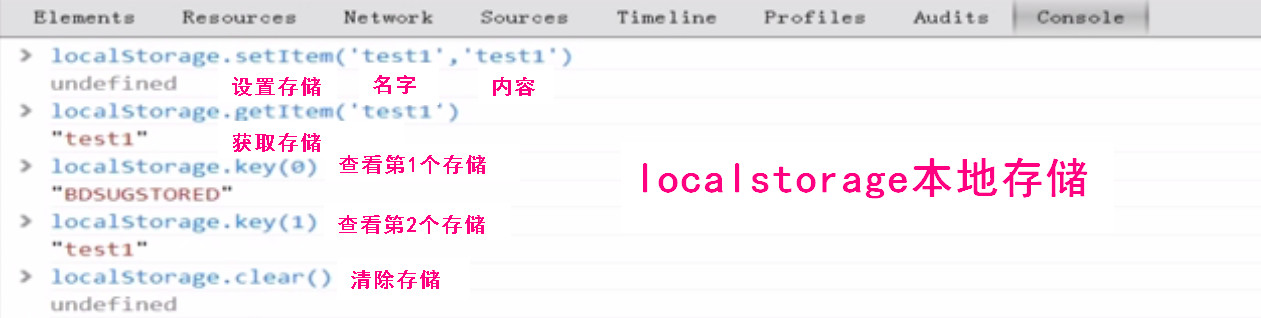 Elements Resources Network Sources Timeline Profiles Audits Console
> localStorage.setItem('test1','test1')
undefined 设置存储 名字 内容
> localStorage.getItem('test1')
"test1" 获取存储
> localStorage.key(0) 查看第1个存储
localstorage本地存储
"BDSUGSTORED"
> localStorage.key(1) 查看第2个存储
"test1"
> localStorage.clear() 清除存储
undefined